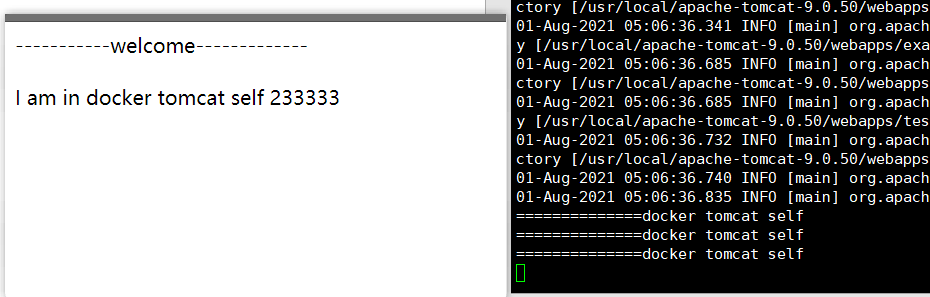 -----------welcome-------------
I am in docker tomcat self 233333
ctory [/usr/local/apache-tomcat-9.0.50/webapps
01-Aug-2021 05:06:36.341 INFO [main] org.apach
y [/usr/local/apache-tomcat-9.0.50/webapps/exa
01-Aug-2021 05:06:36.685 INFO [main] org.apach
ctory [/usr/local/apache-tomcat-9.0.50/webapps
01-Aug-2021 05:06:36.685 INFO [main] org.apach
y [/usr/local/apache-tomcat-9.0.50/webapps/tes
01-Aug-2021 05:06:36.732 INFO [main] org.apach
ctory [/usr/local/apache-tomcat-9.0.50/webapps
01-Aug-2021 05:06:36.740 INFO [main] org.apach
01-Aug-2021 05:06:36.835 INFO [main] org.apach
==============docker tomcat self
==============docker tomcat self
==============docker tomcat self